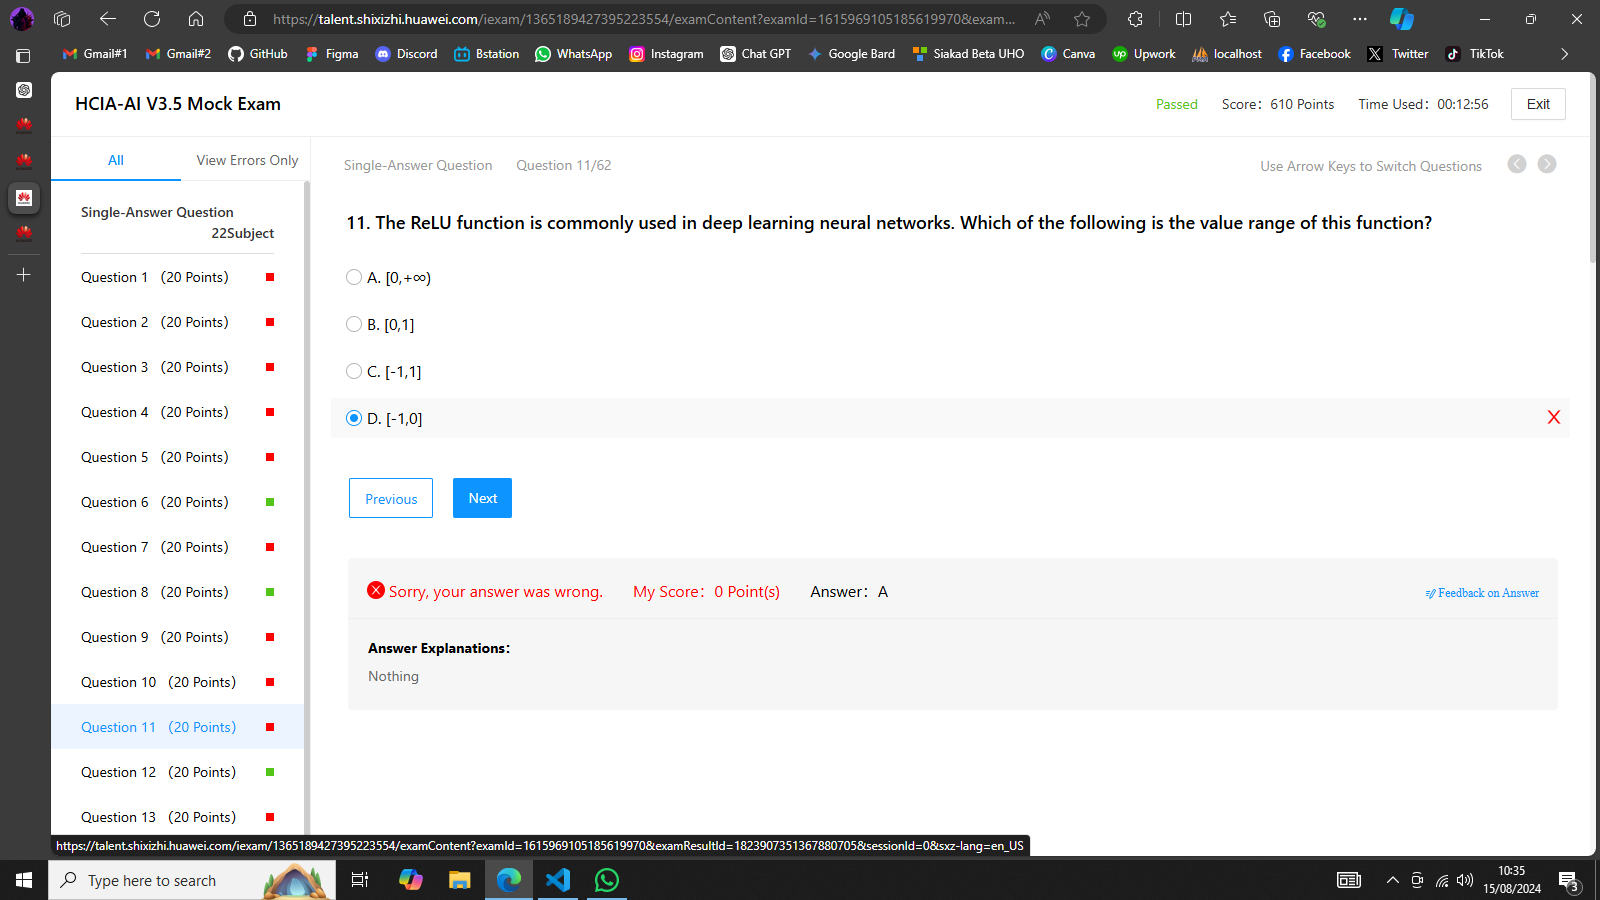 https://talent.shixizhi.huawei.com/iexam/1365189427395223554/examContent?examId=1615969105185619970&exam...
Gmail#1 Gmail#2 GitHub Figma Discord Bstation WhatsApp Instagram Chat GPT Google Bard Siakad Beta UHO Canva Upwork localhost Facebook Twitter TikTok
HCIA-AI V3.5 Mock Exam
Passed Score: 610 Points Time Used: 00:12:56 Exit
All View Errors Only
Single-Answer Question Question 11/62 Use Arrow Keys to Switch Questions
Single-Answer Question
22Subject
Question 1 (20 Points)
Question 2 (20 Points)
Question 3 (20 Points)
Question 4 (20 Points)
Question 5 (20 Points)
Question 6 (20 Points)
Question 7 (20 Points)
Question 8 (20 Points)
Question 9 (20 Points)
Question 10 (20 Points)
Question 11 (20 Points)
Question 12 (20 Points)
Question 13 (20 Points)
11. The ReLU function is commonly used in deep learning neural networks. Which of the following is the value range of this function?
A. [0,+∞)
B. [0,1]
C. [-1,1]
D. [-1,0]
Previous Next
Sorry, your answer was wrong. My Score: 0 Point(s) Answer: A Feedback on Answer
Answer Explanations:
Nothing
https://talent.shixizhi.huawei.com/iexam/1365189427395223554/examContent?examId=1615969105185619970&examResultId=1823907351367880705&sessionId=0&sxz-lang=en_US
Type here to search
10:35
15/08/2024
3